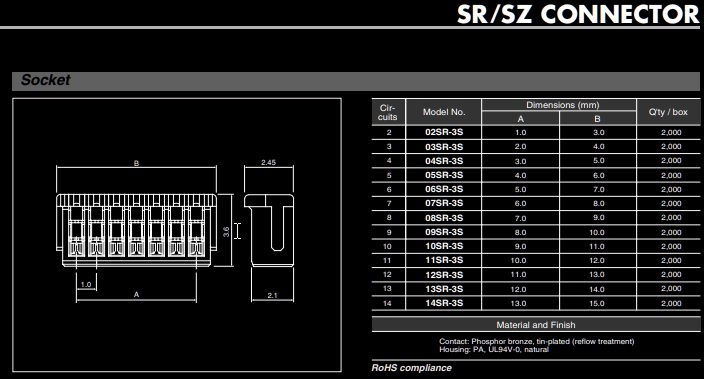 SR/SZ CONNECTOR
Socket
B
2.45
3.6
1.0
A
2.1
Cir-cuits Model No. Dimensions (mm) Q'ty / box
A B
2 02SR-3S 1.0 3.0 2,000
3 03SR-3S 2.0 4.0 2,000
4 04SR-3S 3.0 5.0 2,000
5 05SR-3S 4.0 6.0 2,000
6 06SR-3S 5.0 7.0 2,000
7 07SR-3S 6.0 8.0 2,000
8 08SR-3S 7.0 9.0 2,000
9 09SR-3S 8.0 10.0 2,000
10 10SR-3S 9.0 11.0 2,000
11 11SR-3S 10.0 12.0 2,000
12 12SR-3S 11.0 13.0 2,000
13 13SR-3S 12.0 14.0 2,000
14 14SR-3S 13.0 15.0 2,000
Material and Finish
Contact: Phosphor bronze, tin-plated (reflow treatment)
Housing: PA, UL94V-0, natural
RoHS compliance